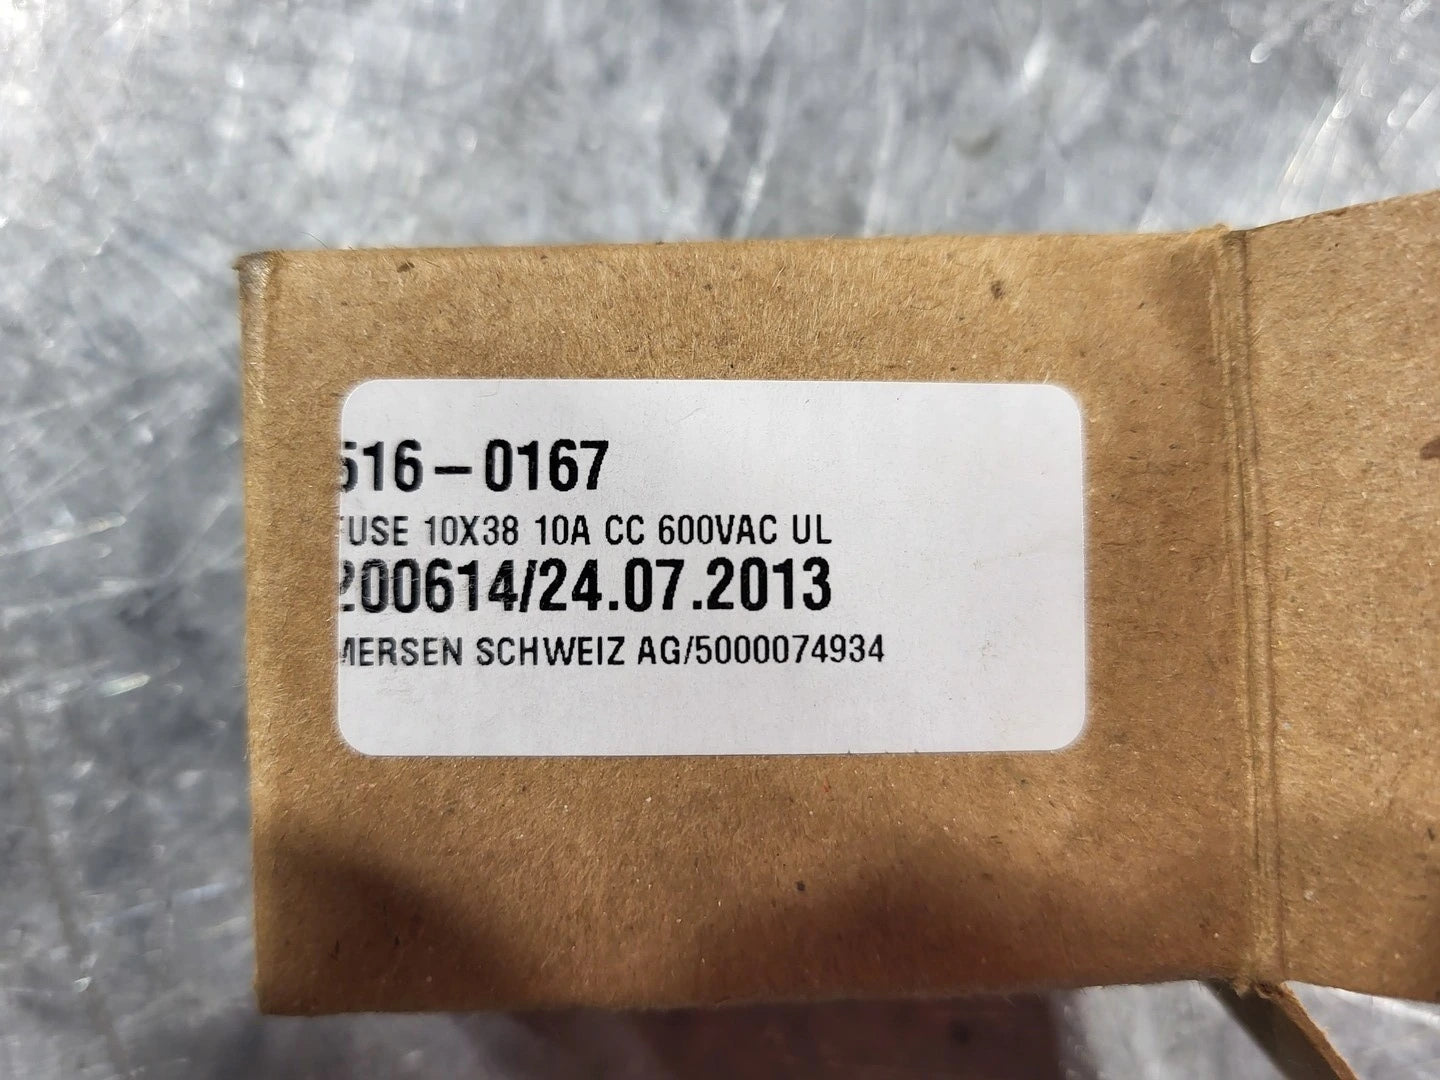 516-0167
FUSE 10X38 10A CC 600VAC UL
200614/24.07.2013
MERSEN SCHWEIZ AG/5000074934